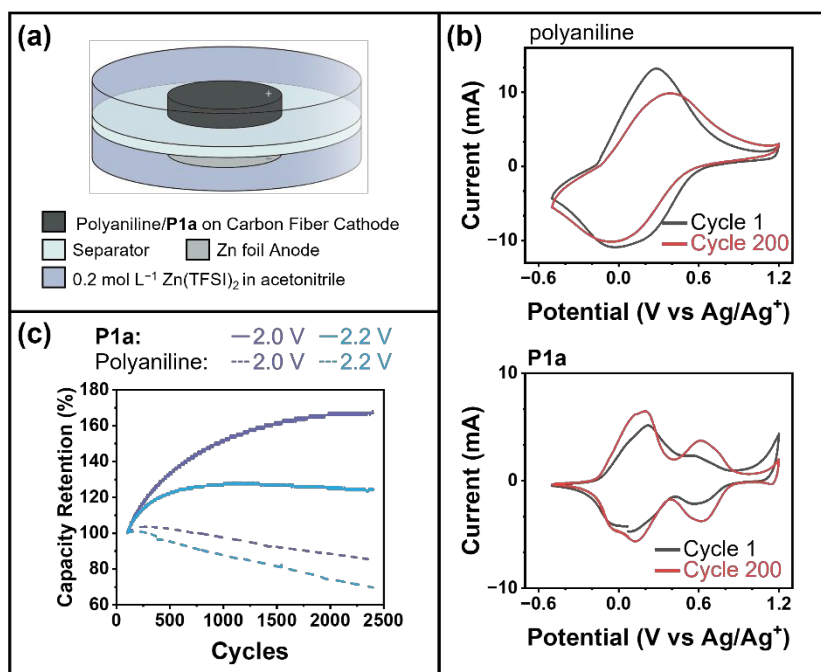 (a)
+
−
Polyaniline/P1a on Carbon Fiber Cathode
Separator
Zn foil Anode
0.2 mol L⁻¹ Zn(TFSI)₂ in acetonitrile
(b)
polyaniline
10
0
−10
Current (mA)
Cycle 1
Cycle 200
−0.6 0.0 0.6 1.2
Potential (V vs Ag/Ag⁺)
P1a
10
0
−10
Current (mA)
Cycle 1
Cycle 200
−0.6 0.0 0.6 1.2
Potential (V vs Ag/Ag⁺)
(c)
P1a: 2.0 V 2.2 V
Polyaniline: 2.0 V 2.2 V
180
160
140
120
100
80
60
Capacity Retention (%)
0 500 1000 1500 2000 2500
Cycles